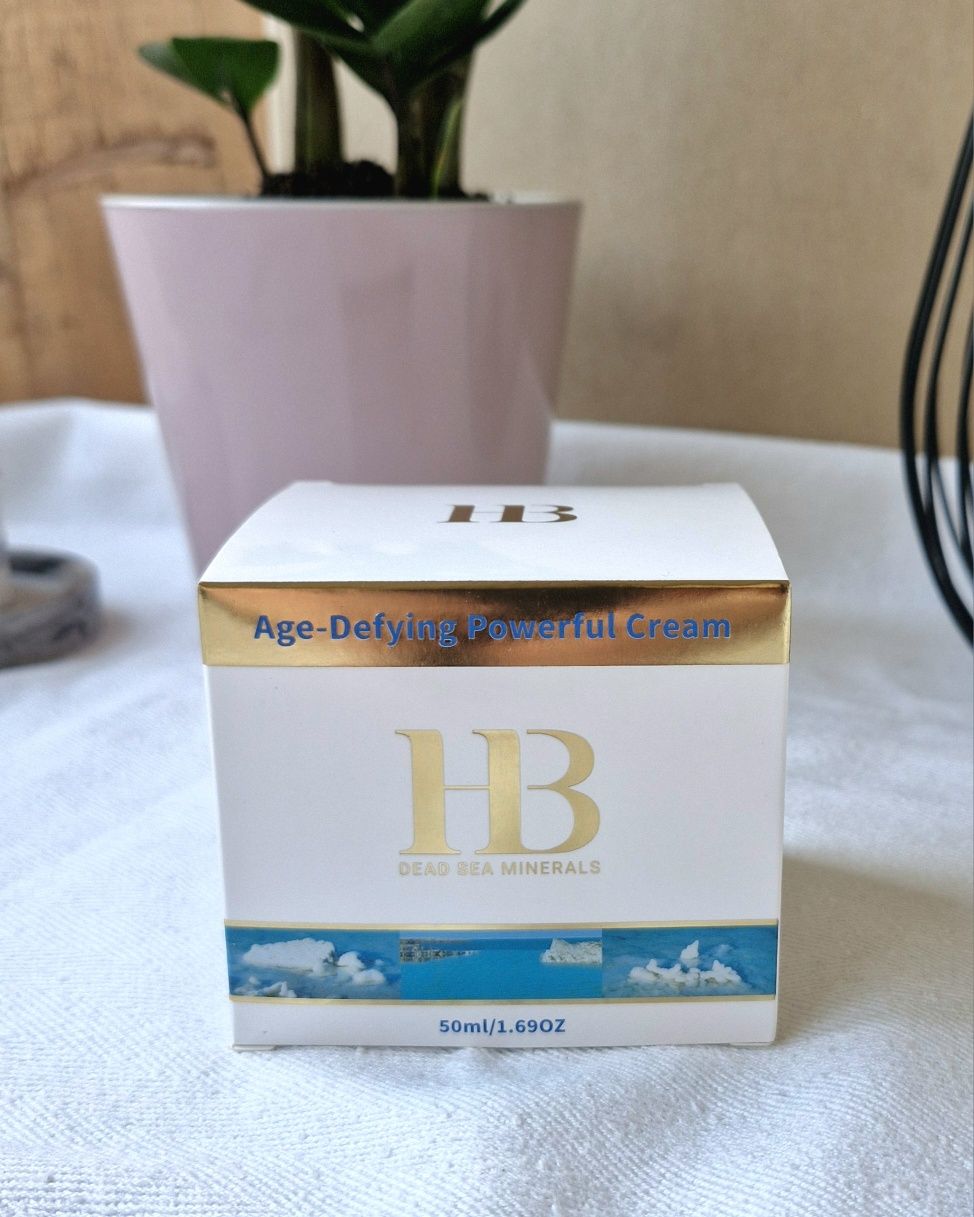 HB
Age-Defying Powerful Cream
HB
DEAD SEA MINERALS
50ml/1.69OZ